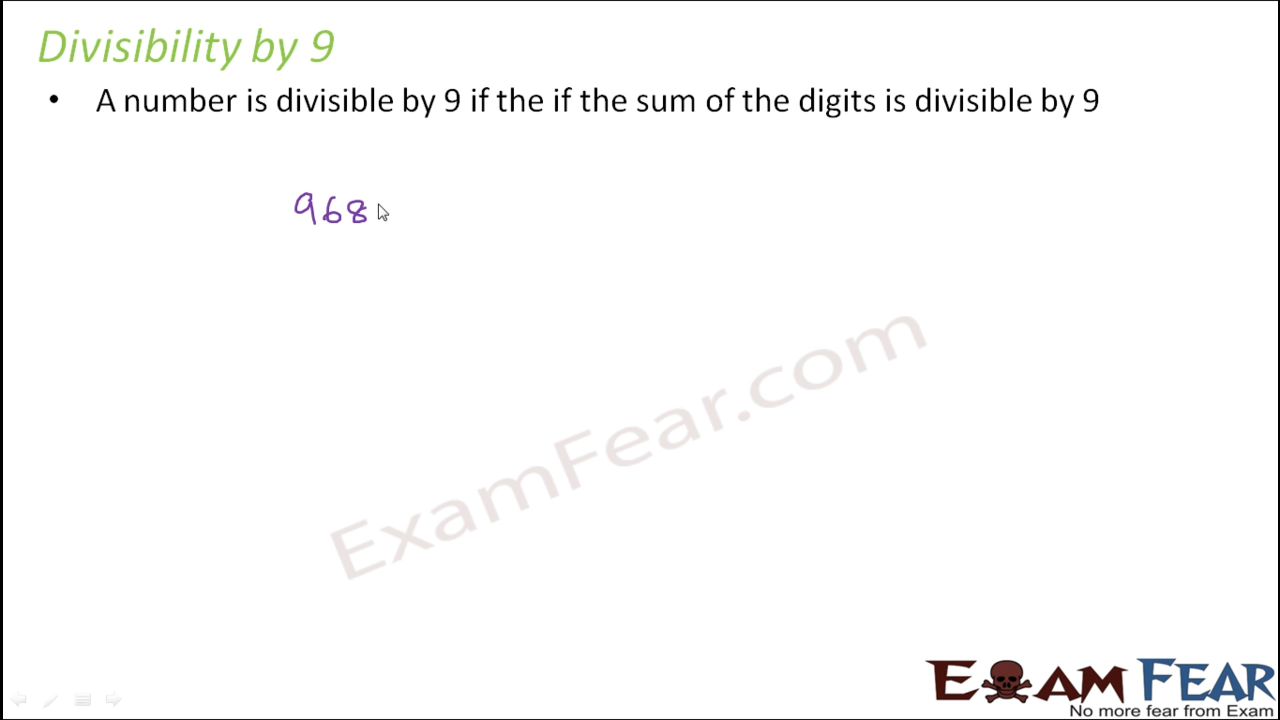 Divisibility by 9
• A number is divisible by 9 if the if the sum of the digits is divisible by 9
968
ExamFear.com
EXAM FEAR
No more fear from Exam